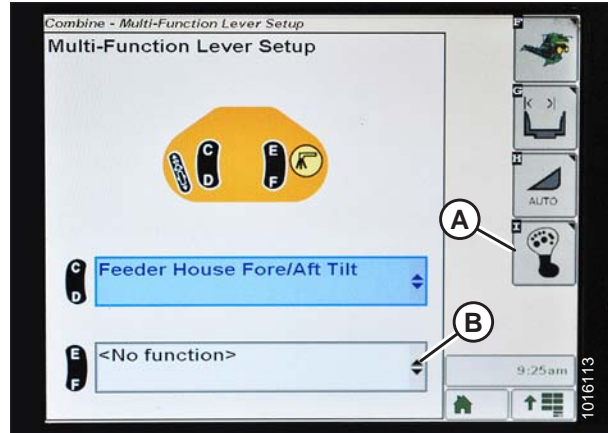 Combine - Multi-Function Lever Setup
Multi-Function Lever Setup
F
G
H
AUTO
I
A
C
D
E
F
C
D
Feeder House Fore/Aft Tilt
B
E
F
<No function>
9:25am
1016113